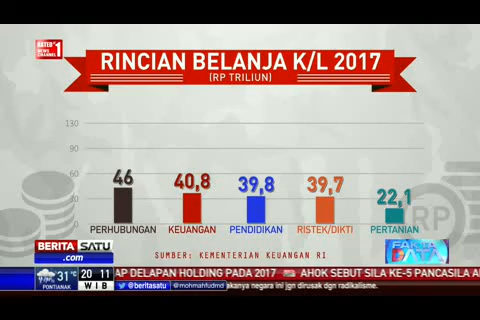 RATED #1
NEWS
CHANNEL
RINCIAN BELANJA K/L 2017
(RP TRILIUN)
130
90
60
30
0
46
40,8
39,8
39,7
22,1
PERHUBUNGAN
KEUANGAN
PENDIDIKAN
RISTEK/DIKTI
PERTANIAN
RP
SUMBER: KEMENTERIAN KEUANGAN RI
BERITA SATU
.com
FAKTA
DATA
31°C
PONTIANAK
20 11
WIB
AP DELAPAN HOLDING PADA 2017
AHOK SEBUT SILA KE-5 PANCASILA A
@beritasatu
@mohmahfudmd
akanya negara ini jgn dirusak dgn radikalisme.